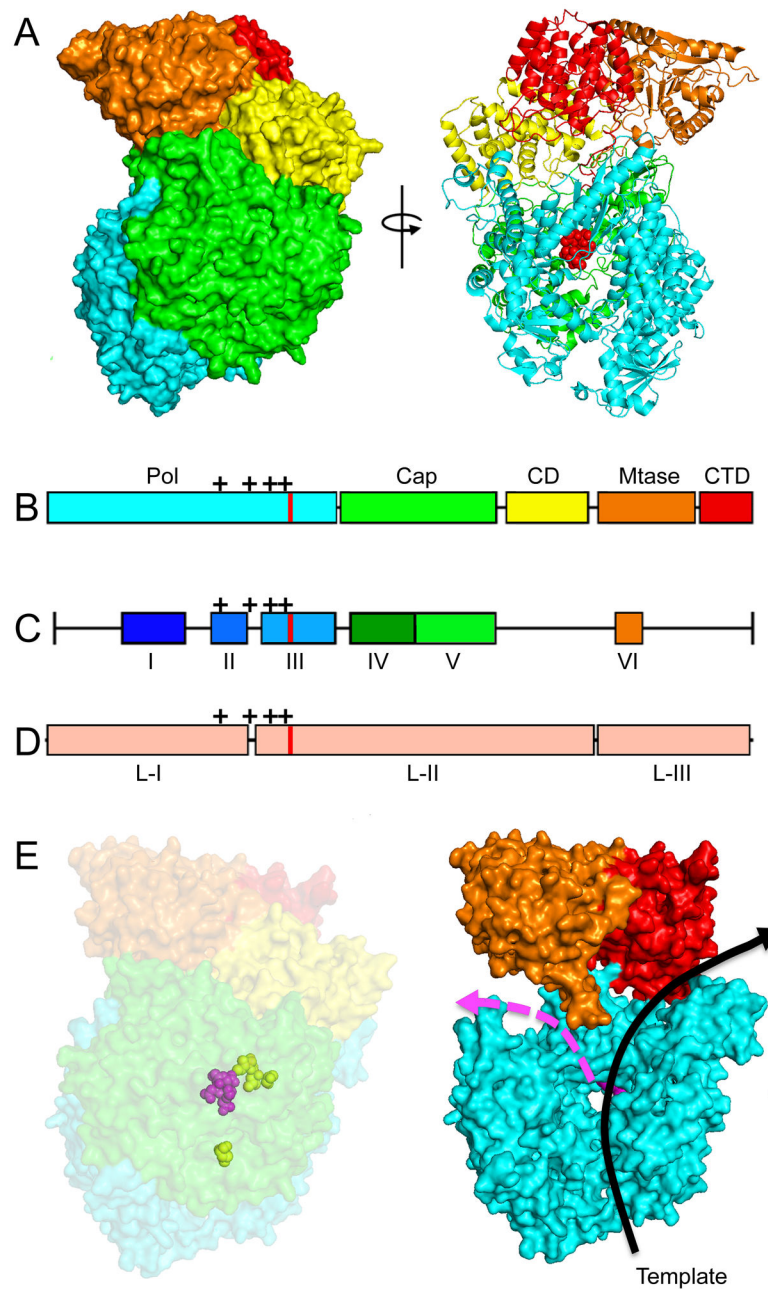 A
Pol Cap CD Mtase CTD
+ + + +
B
+ + + +
C
I II III IV V VI
+ + + +
D
L-I L-II L-III
E
Template